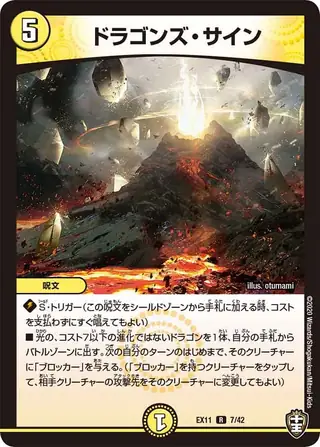 5
ドラゴンズ・サイン
illus. otumami
呪文
S・トリガー(この呪文をシールドゾーンから手札に加える時、コスト
を支払わずにすぐ唱えてもよい)
■光の、コスト7以下の進化ではないドラゴンを1体、自分の手札から
バトルゾーンに出す。次の自分のターンのはじめまで、そのクリーチャー
に「ブロッカー」を与える。(「ブロッカー」を持つクリーチャーをタップし
て、相手クリーチャーの攻撃先をそのクリーチャーに変更してもよい)
©2020 Wizards/Shogakukan/Mitsui-Kids
1
EX11 R 7/42